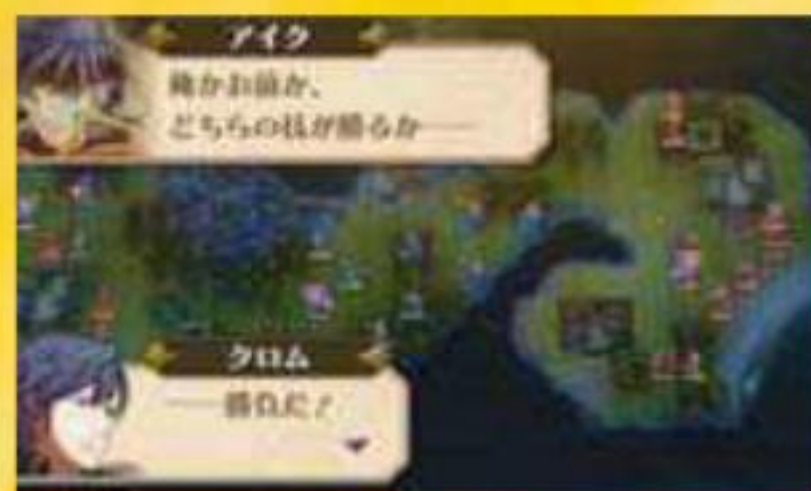 アイク
俺かお前か、
どちらの技が勝るか──
クロム
──勝負だ！